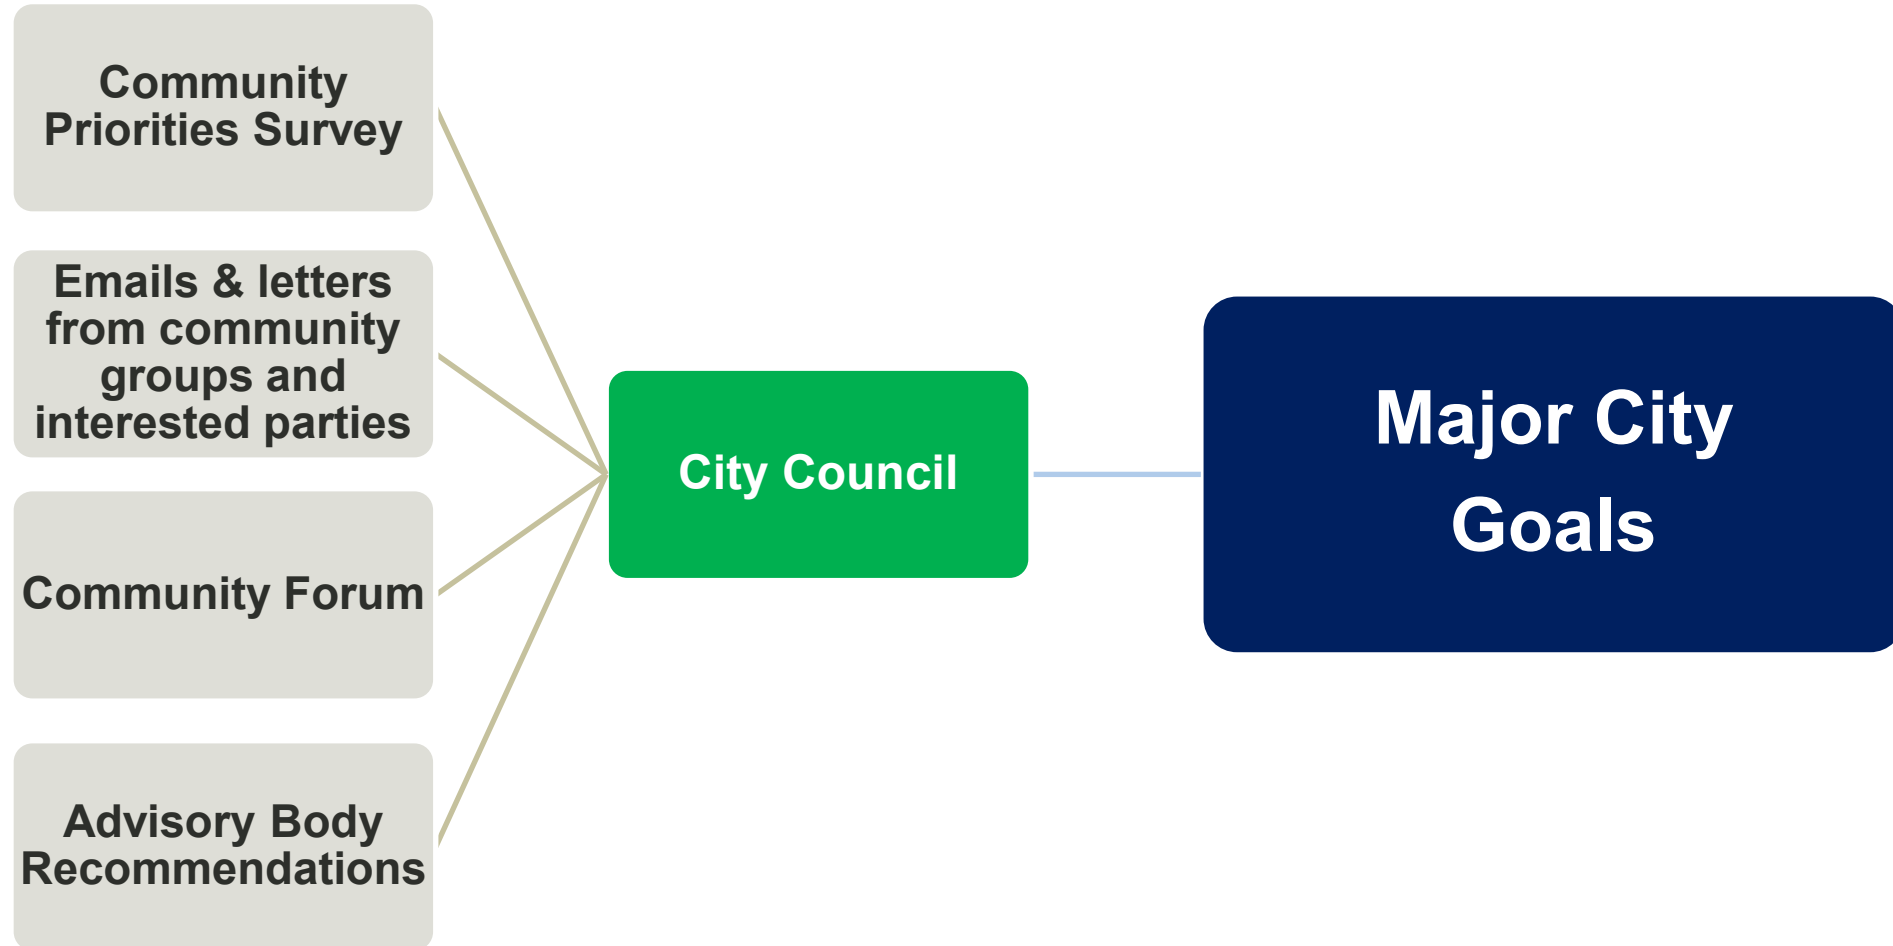 Community
Priorities Survey
Emails & letters
from community
groups and
interested parties
Community Forum
Advisory Body
Recommendations
City Council
Major City
Goals